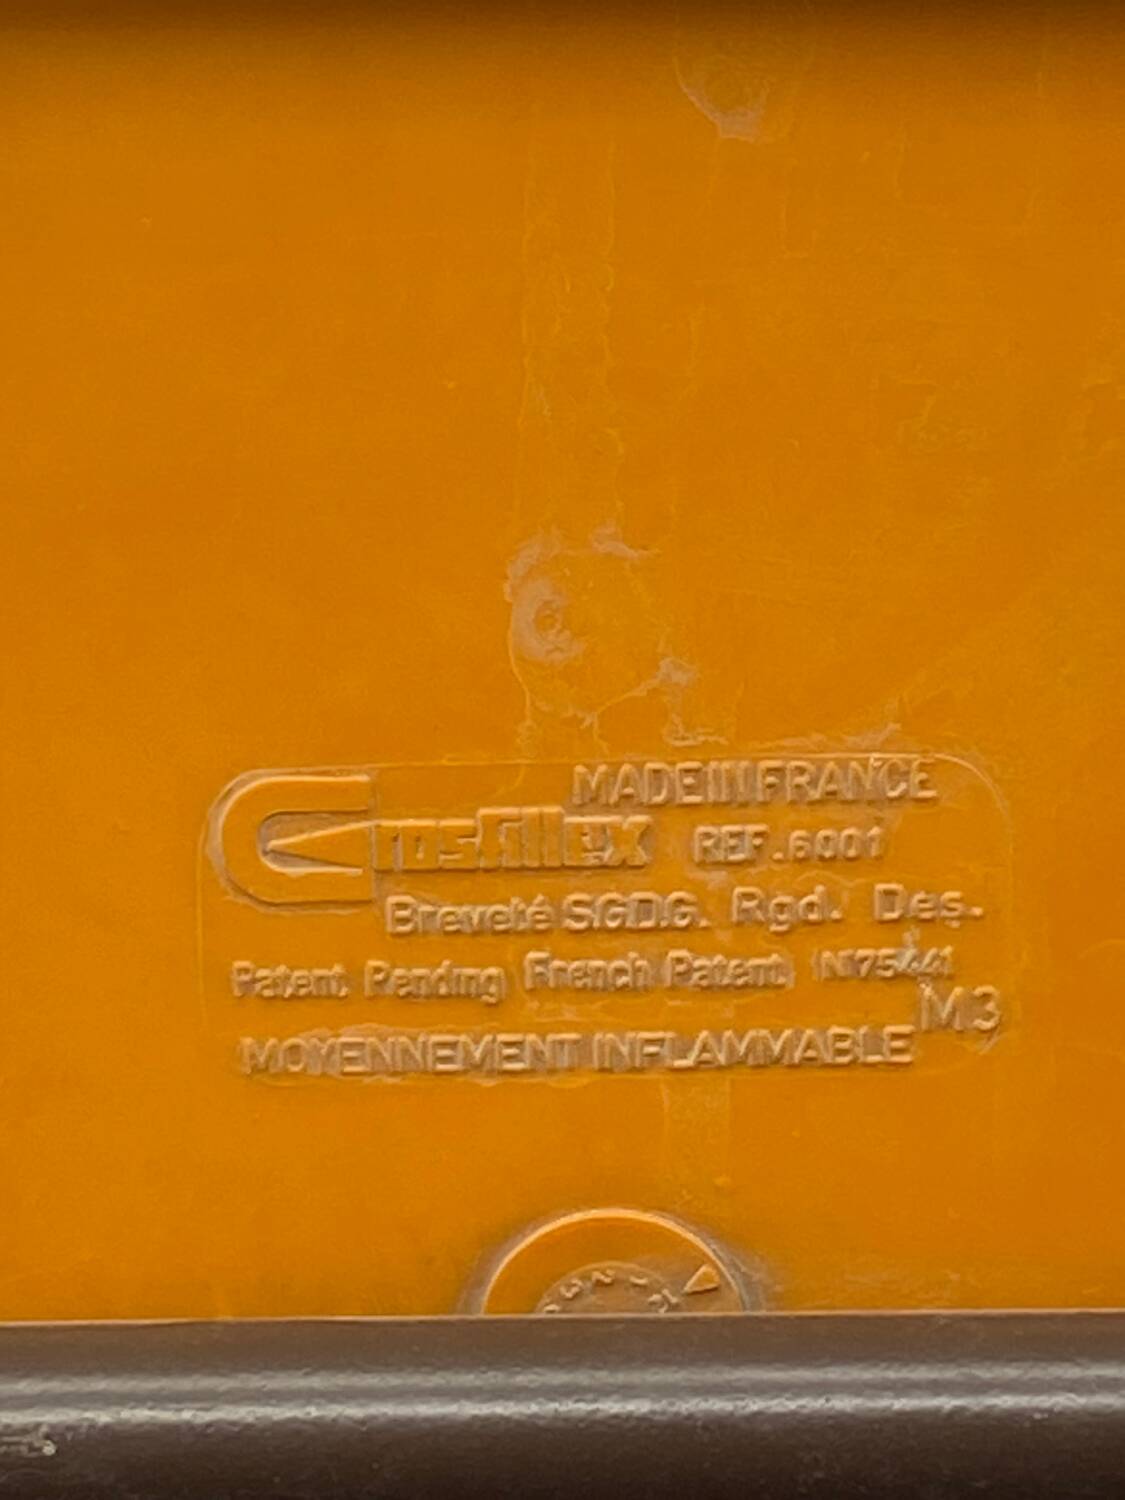 MADE IN FRANCE
Grosfillex REF.6001
Breveté S.G.D.G. Rgd. Des.
Patent Pending French Patent N°75441
M3
MOYENNEMENT INFLAMMABLE